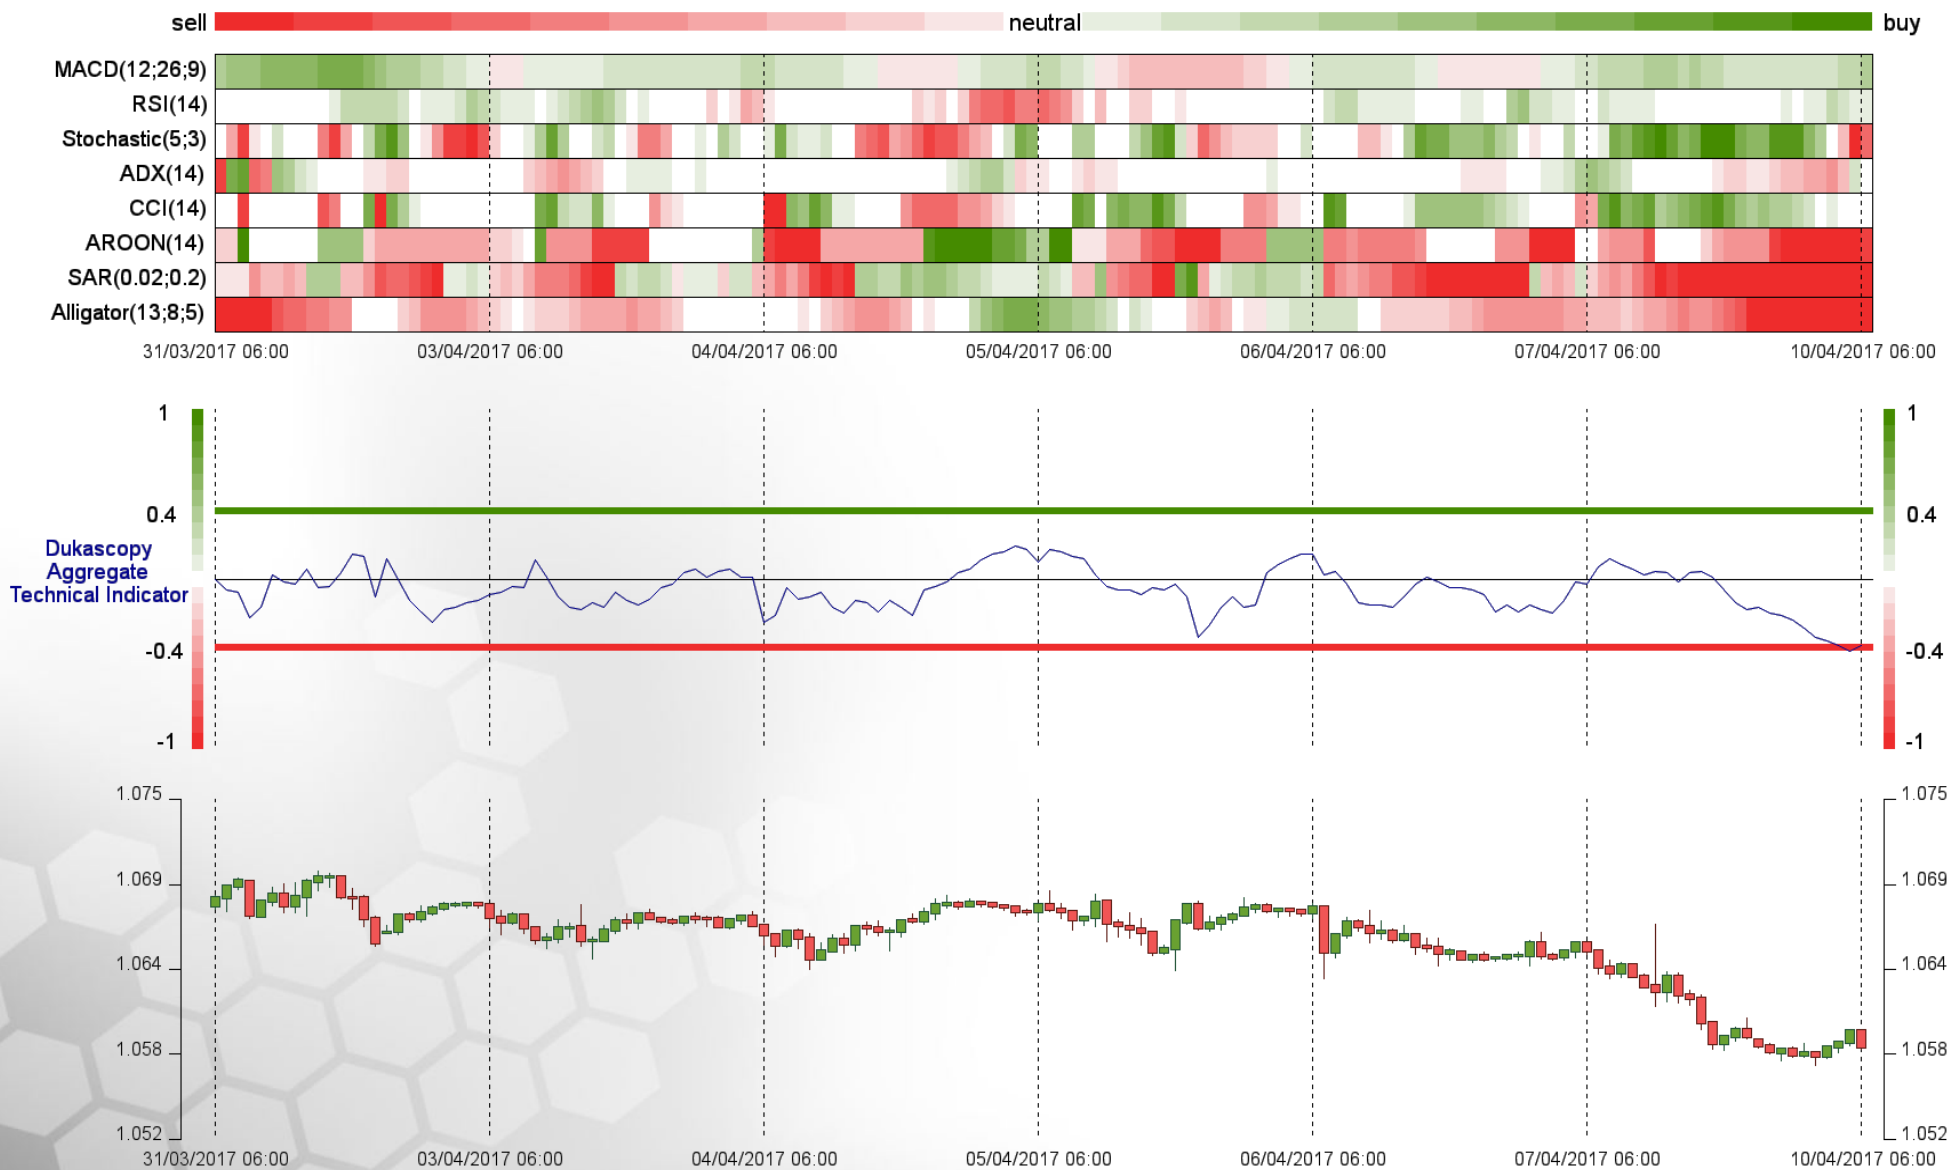 sell neutral buy
MACD(12;26;9)
RSI(14)
Stochastic(5;3)
ADX(14)
CCI(14)
AROON(14)
SAR(0.02;0.2)
Alligator(13;8;5)
31/03/2017 06:00 03/04/2017 06:00 04/04/2017 06:00 05/04/2017 06:00 06/04/2017 06:00 07/04/2017 06:00 10/04/2017 06:00
1 1
0.4 0.4
Dukascopy
Aggregate
Technical Indicator
-0.4 -0.4
-1 -1
1.075 1.075
1.069 1.069
1.064 1.064
1.058 1.058
1.052 1.052
31/03/2017 06:00 03/04/2017 06:00 04/04/2017 06:00 05/04/2017 06:00 06/04/2017 06:00 07/04/2017 06:00 10/04/2017 06:00